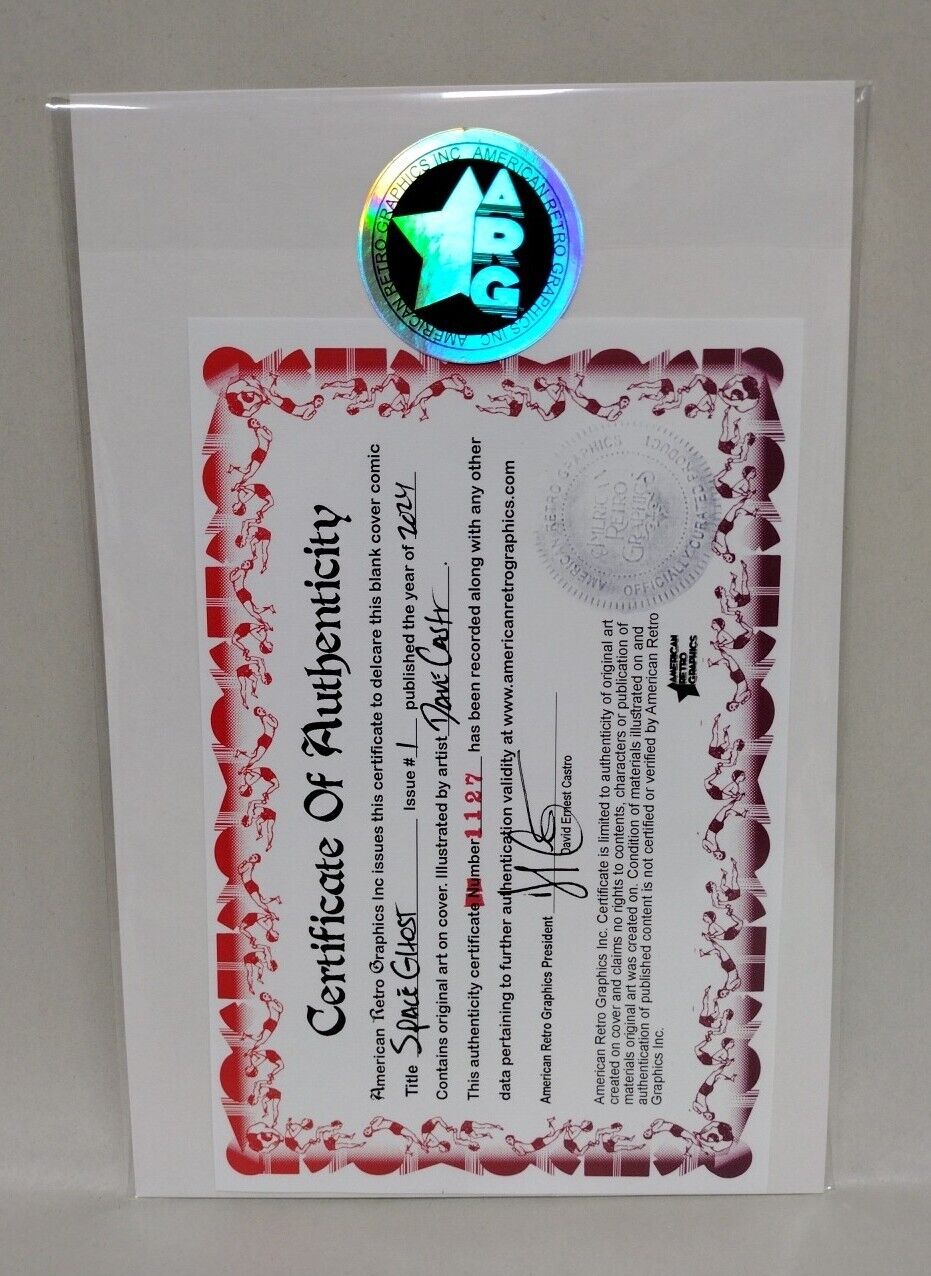 AMERICAN RETRO GRAPHICS INC AMERICAN RETRO GRAPHICS INC
ARG
Certificate Of Authenticity
American Retro Graphics Inc issues this certificate to delcare this blank cover comic
Title SPACE GHOST Issue # 1 published the year of 2024
Contains original art on cover. Illustrated by artist DAVE CASTR.
This authenticity certificate Number 1127 has been recorded along with any other
data pertaining to further authentication validity at www.americanretrographics.com
American Retro Graphics President
David Ernest Castro
AMERICAN RETRO GRAPHICS
OFFICIALLY CURATED PRODUCT
AMERICAN
RETRO
GRAPHICS
American Retro Graphics Inc. Certificate is limited to authenticity of original art
created on cover and claims no rights to contents, characters or publication of
materials original art was created on. Condition of materials illustrated on and
authentication of published content is not certified or verified by American Retro
Graphics Inc.
AMERICAN
RETRO
GRAPHICS